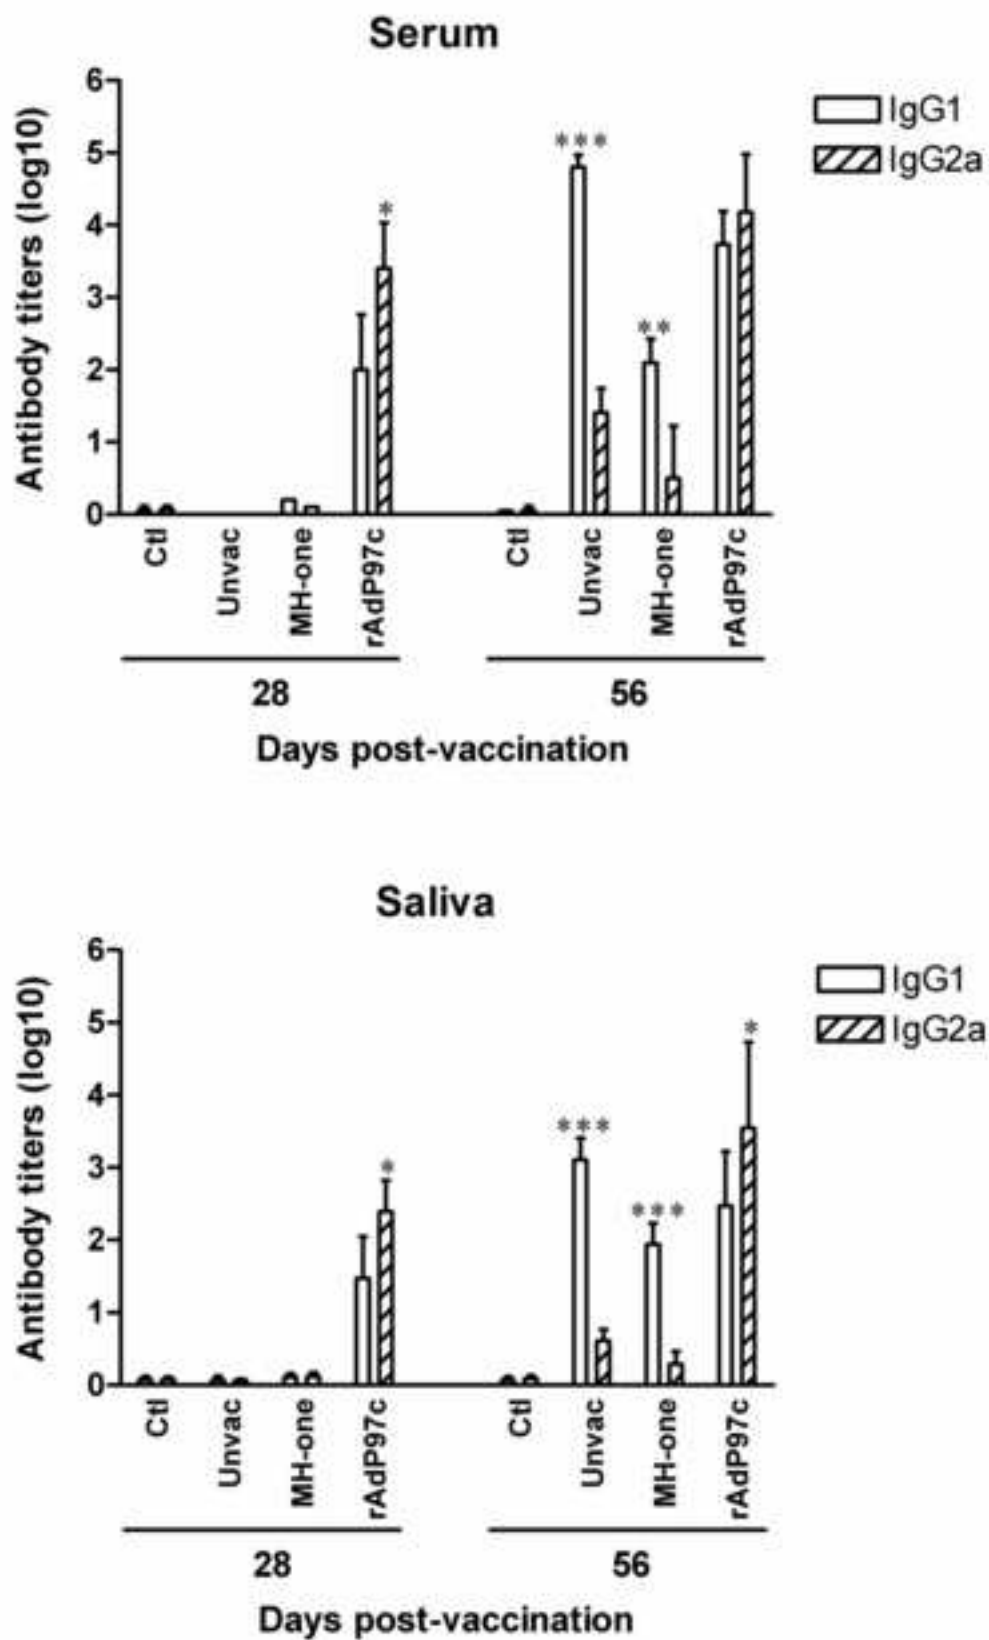 Serum
Antibody titers (log10)
6
5
4
3
2
1
0
IgG1
IgG2a
***
*
**
Ctl
Unvac
MH-one
rAdP97c
Ctl
Unvac
MH-one
rAdP97c
28
56
Days post-vaccination
Saliva
Antibody titers (log10)
6
5
4
3
2
1
0
IgG1
IgG2a
*
***
*
***
Ctl
Unvac
MH-one
rAdP97c
Ctl
Unvac
MH-one
rAdP97c
28
56
Days post-vaccination